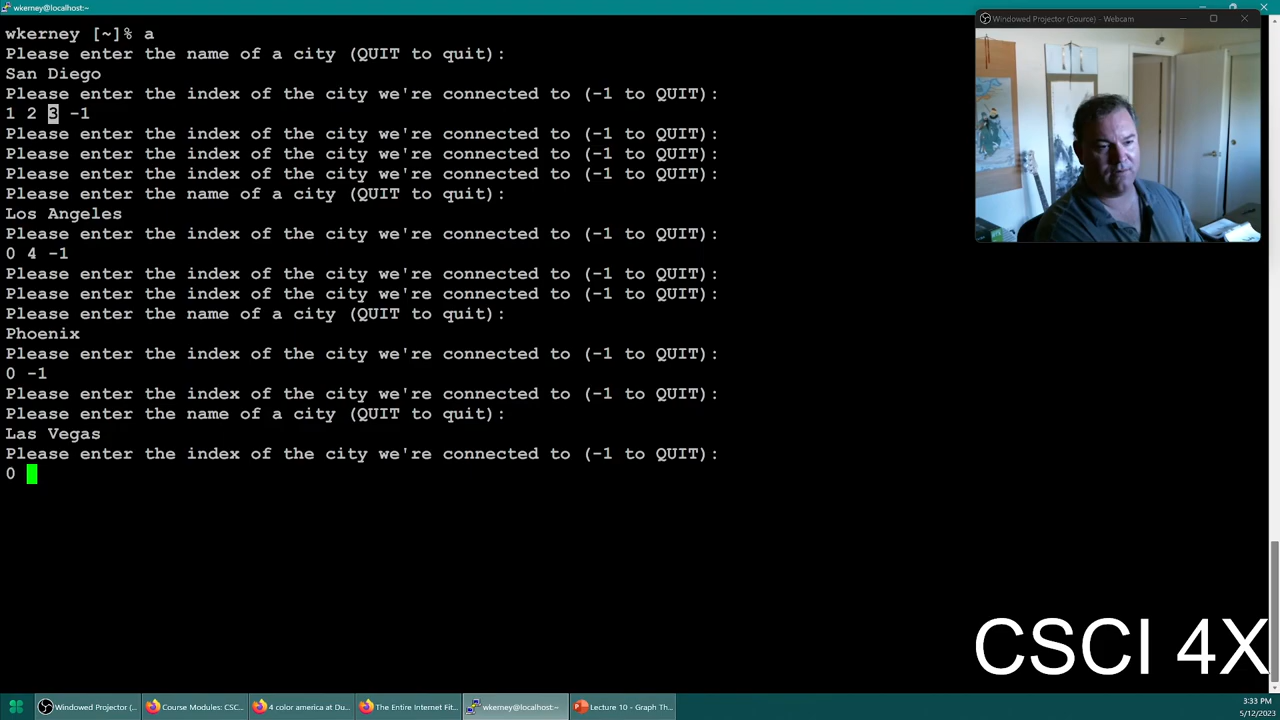 wkerney@localhost:~
Windowed Projector (Source) - Webcam
wkerney [~]% a
Please enter the name of a city (QUIT to quit):
San Diego
Please enter the index of the city we're connected to (-1 to QUIT):
1 2 3 -1
Please enter the index of the city we're connected to (-1 to QUIT):
Please enter the index of the city we're connected to (-1 to QUIT):
Please enter the index of the city we're connected to (-1 to QUIT):
Please enter the name of a city (QUIT to quit):
Los Angeles
Please enter the index of the city we're connected to (-1 to QUIT):
0 4 -1
Please enter the index of the city we're connected to (-1 to QUIT):
Please enter the index of the city we're connected to (-1 to QUIT):
Please enter the name of a city (QUIT to quit):
Phoenix
Please enter the index of the city we're connected to (-1 to QUIT):
0 -1
Please enter the index of the city we're connected to (-1 to QUIT):
Please enter the name of a city (QUIT to quit):
Las Vegas
Please enter the index of the city we're connected to (-1 to QUIT):
0
CSCI 4X
Windowed Projector (...
Course Modules: CSC...
4 color america at Du...
The Entire Internet Fit...
wkerney@localhost:~
Lecture 10 - Graph Th...
3:33 PM
5/12/2023